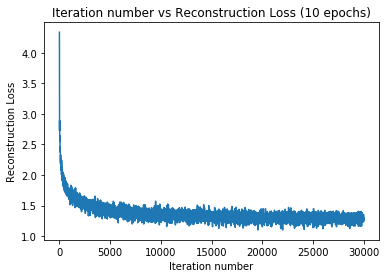 Iteration number vs Reconstruction Loss (10 epochs)
Reconstruction Loss
4.0
3.5
3.0
2.5
2.0
1.5
1.0
0 5000 10000 15000 20000 25000 30000
Iteration number